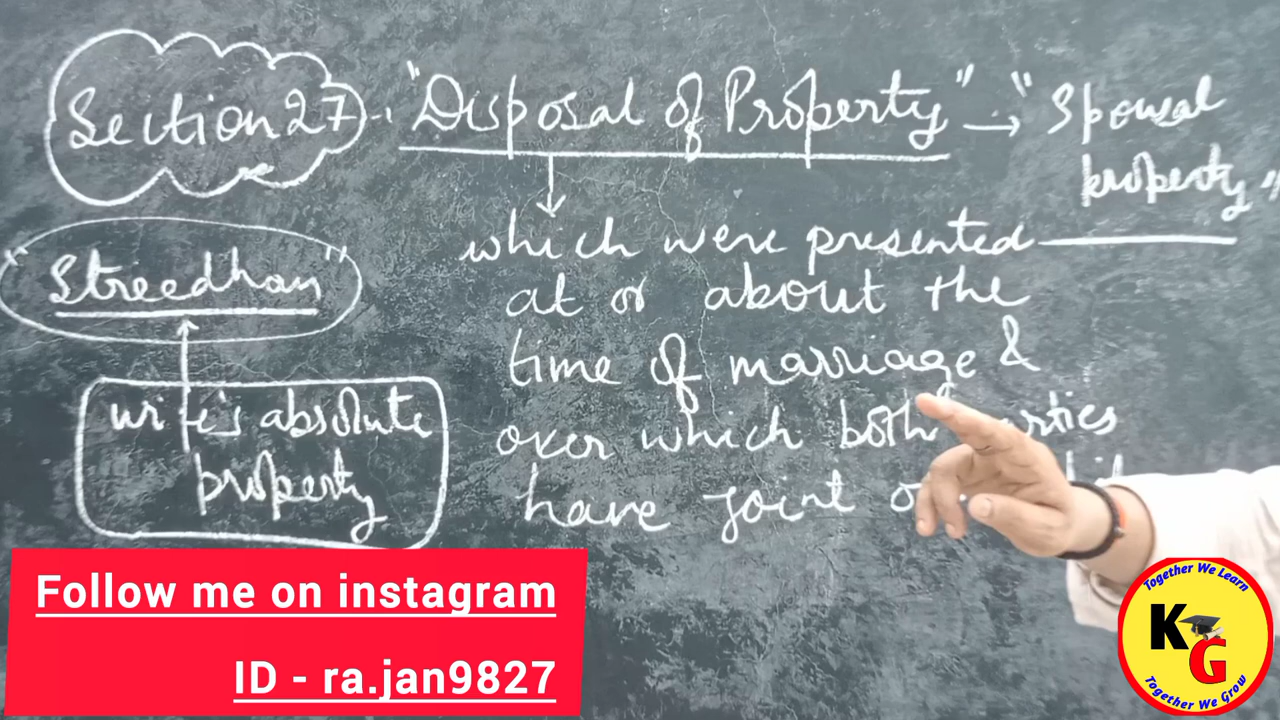 Section 27 "Disposal of Property" → "Spousal
property"
which were presented
at or about the
time of marriage &
over which both
have joint
"Streedhan"
wife's absolute
property
Follow me on instagram
ID - ra.jan9827
Together We Learn
KG
Together We Grow